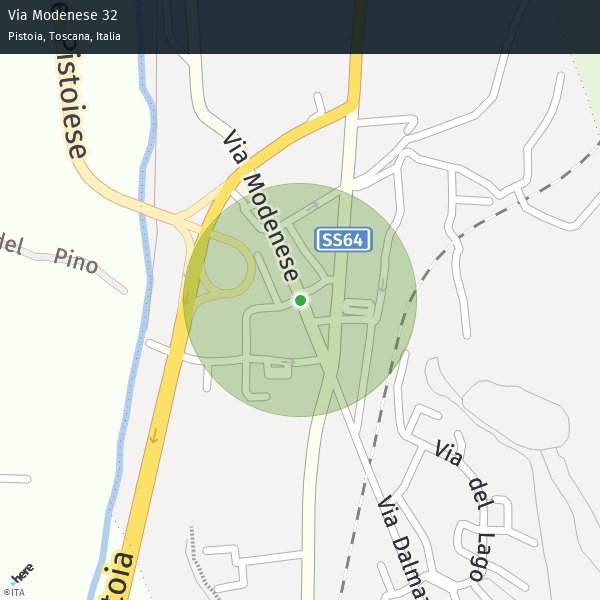 Via Modenese 32
Pistoia, Toscana, Italia
Pistoiese
Via Modenese
SS64
del Pino
Via del Lago
Via Dalma
toia
here
©ITA